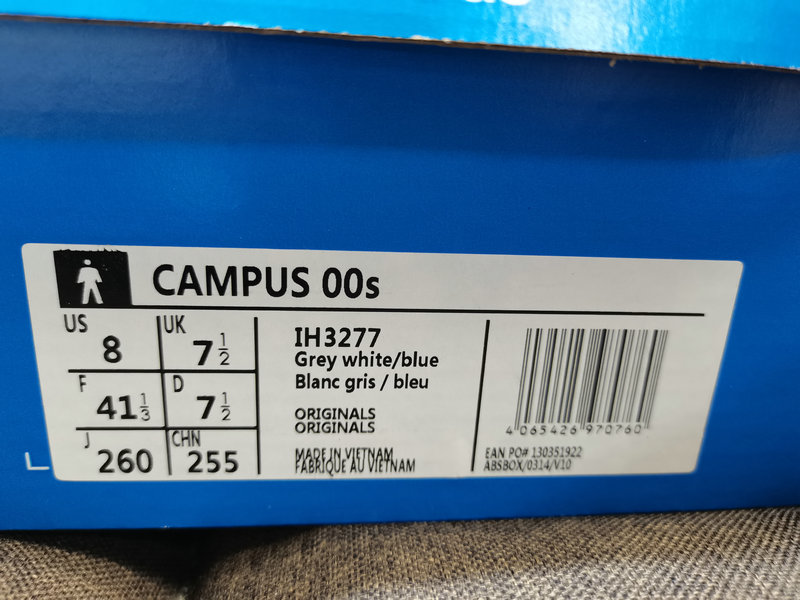 CAMPUS 00s
US 8
UK 7 1/2
F 41 1/3
D 7 1/2
J 260
CHN 255
IH3277
Grey white/blue
Blanc gris / bleu
ORIGINALS
ORIGINALS
MADE IN VIETNAM
FABRIQUE AU VIETNAM
4 065426 970760
EAN PO# 130351922
ABSBOX/0314/V10